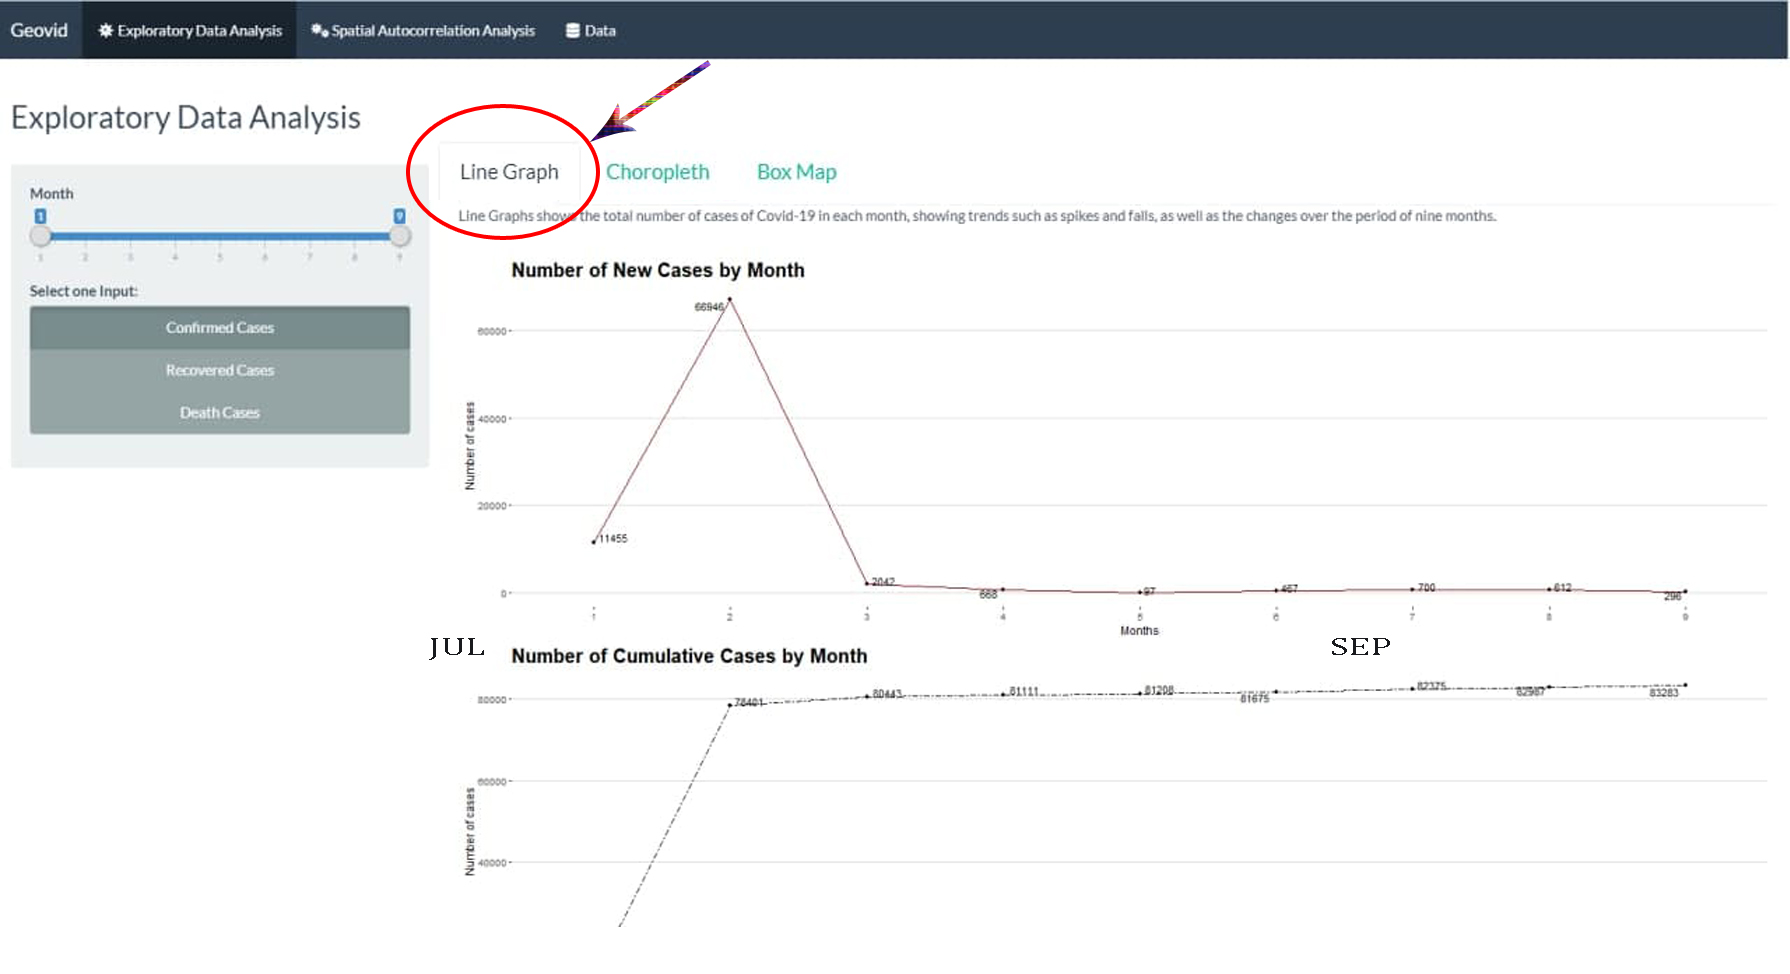 Geovid Exploratory Data Analysis Spatial Autocorrelation Analysis Data
Exploratory Data Analysis
Month
1 9
1 2 3 4 5 6 7 8 9
Select one Input:
Confirmed Cases
Recovered Cases
Death Cases
Line Graph Choropleth Box Map
Line Graphs shows the total number of cases of Covid-19 in each month, showing trends such as spikes and falls, as well as the changes over the period of nine months.
Number of New Cases by Month
66946
60000
40000
Number of cases
20000
11455
2042
668
97
467
700
612
296
0
1 2 3 4 5 6 7 8 9
Months
JUL SEP
Number of Cumulative Cases by Month
80000
78401
80443
81111
81208
81675
82375
82987
83283
60000
Number of cases
40000